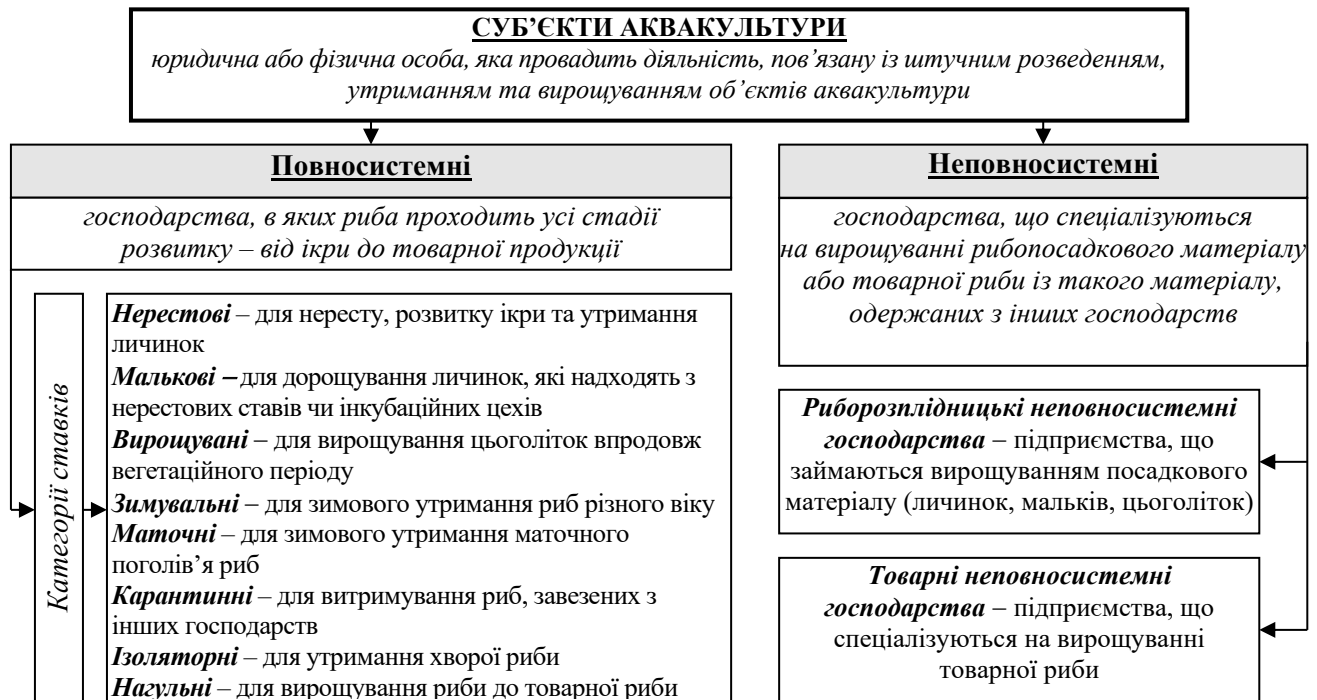 СУБ’ЄКТИ АКВАКУЛЬТУРИ
юридична або фізична особа, яка провадить діяльність, пов’язану із штучним розведенням,
утриманням та вирощуванням об’єктів аквакультури
Повносистемні
господарства, в яких риба проходить усі стадії
розвитку – від ікри до товарної продукції
Категорії ставків
Нерестові – для нересту, розвитку ікри та утримання
личинок
Малькові – для дорощування личинок, які надходять з
нерестових ставів чи інкубаційних цехів
Вирощувані – для вирощування цьоголіток впродовж
вегетаційного періоду
Зимувальні – для зимового утримання риб різного віку
Маточні – для зимового утримання маточного
поголів’я риб
Карантинні – для витримування риб, завезених з
інших господарств
Ізоляторні – для утримання хворої риби
Нагульні – для вирощування риби до товарної риби
Неповносистемні
господарства, що спеціалізуються
на вирощуванні рибопосадкового матеріалу
або товарної риби із такого матеріалу,
одержаних з інших господарств
Риборозплідницькі неповносистемні
господарства – підприємства, що
займаються вирощуванням посадкового
матеріалу (личинок, мальків, цьоголіток)
Товарні неповносистемні
господарства – підприємства, що
спеціалізуються на вирощуванні
товарної риби